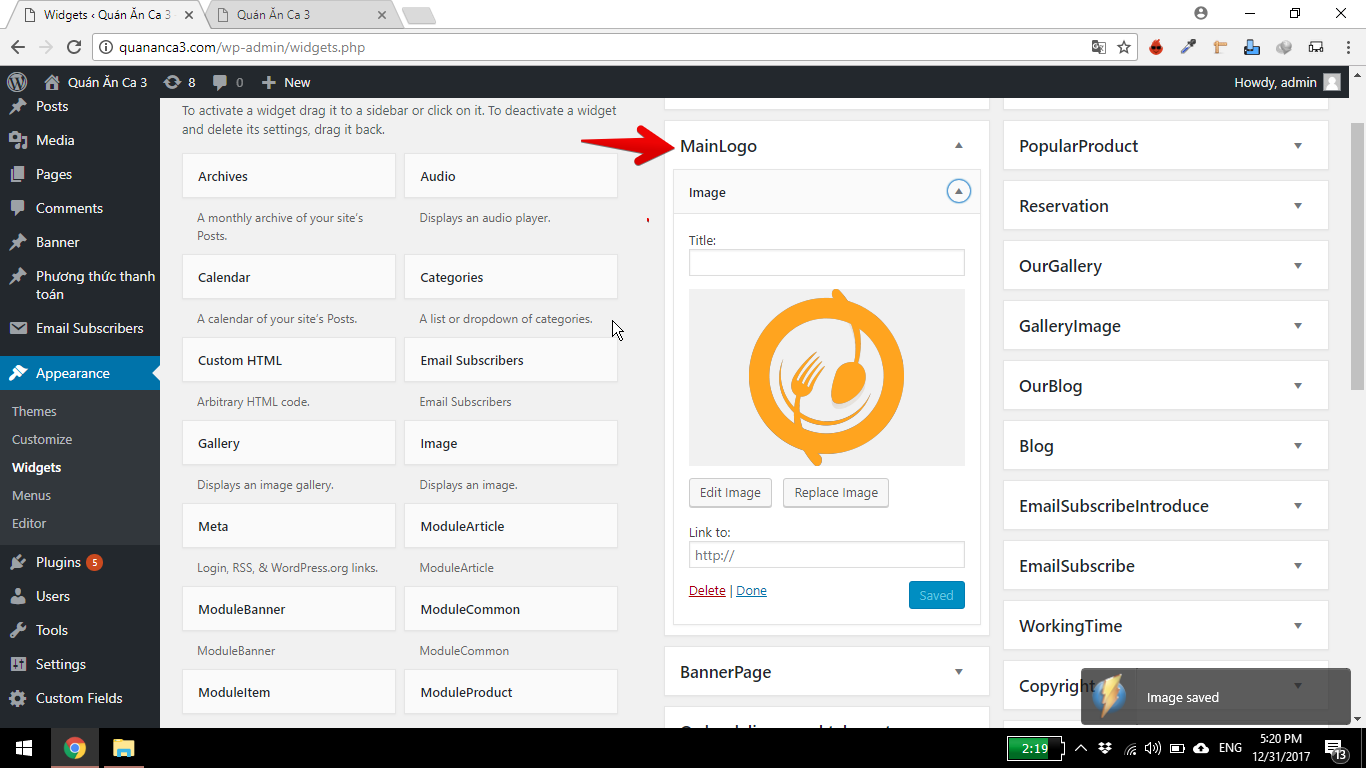 Widgets ‹ Quán Ăn Ca 3
Quán Ăn Ca 3
quananca3.com/wp-admin/widgets.php
Quán Ăn Ca 3
8
0
New
Howdy, admin
Posts
Media
Pages
Comments
Banner
Phương thức thanh
toán
Email Subscribers
Appearance
Themes
Customize
Widgets
Menus
Editor
Plugins 5
Users
Tools
Settings
Custom Fields
To activate a widget drag it to a sidebar or click on it. To deactivate a widget
and delete its settings, drag it back.
Archives
A monthly archive of your site's
Posts.
Audio
Displays an audio player.
Calendar
A calendar of your site's Posts.
Categories
A list or dropdown of categories.
Custom HTML
Arbitrary HTML code.
Email Subscribers
Email Subscribers
Gallery
Displays an image gallery.
Image
Displays an image.
Meta
Login, RSS, & WordPress.org links.
ModuleArticle
ModuleArticle
ModuleBanner
ModuleBanner
ModuleCommon
ModuleCommon
ModuleItem
ModuleProduct
MainLogo
Image
Title:
Edit Image
Replace Image
Link to:
http://
Delete | Done
Saved
BannerPage
PopularProduct
Reservation
OurGallery
GalleryImage
OurBlog
Blog
EmailSubscribeIntroduce
EmailSubscribe
WorkingTime
Copyright
Image saved
2:19
ENG
5:20 PM
12/31/2017
13